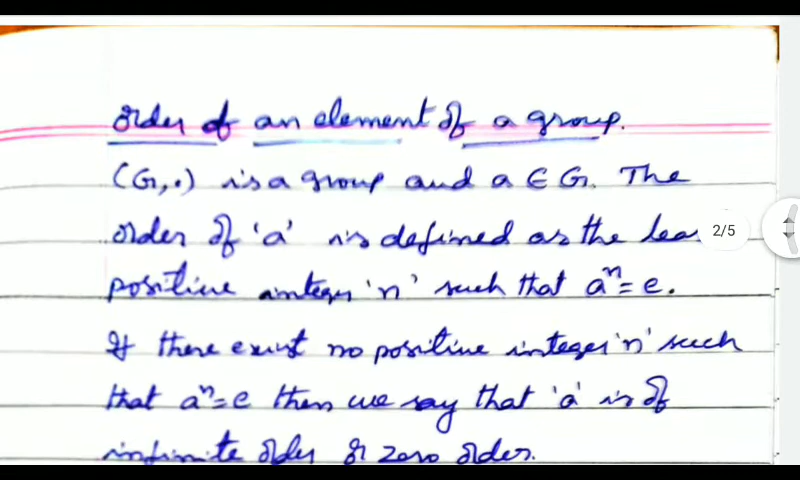 order of an element of a group.
(G,.) is a group and a ∈ G. The
order of 'a' is defined as the lea
2/5
positive integer 'n' such that aⁿ = e.
If there exist no positive integer 'n' such
that aⁿ = e then we say that 'a' is of
infinite order or zero order.